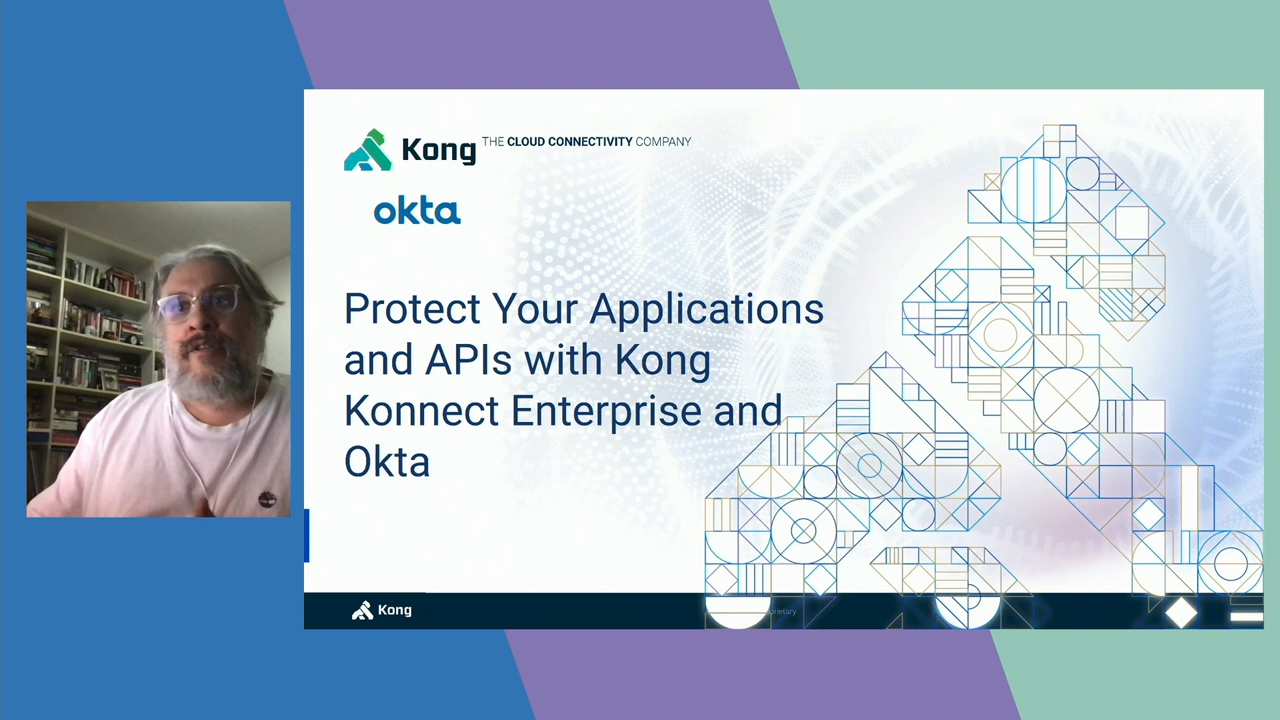 Kong THE CLOUD CONNECTIVITY COMPANY
okta
Protect Your Applications
and APIs with Kong
Konnect Enterprise and
Okta
Kong